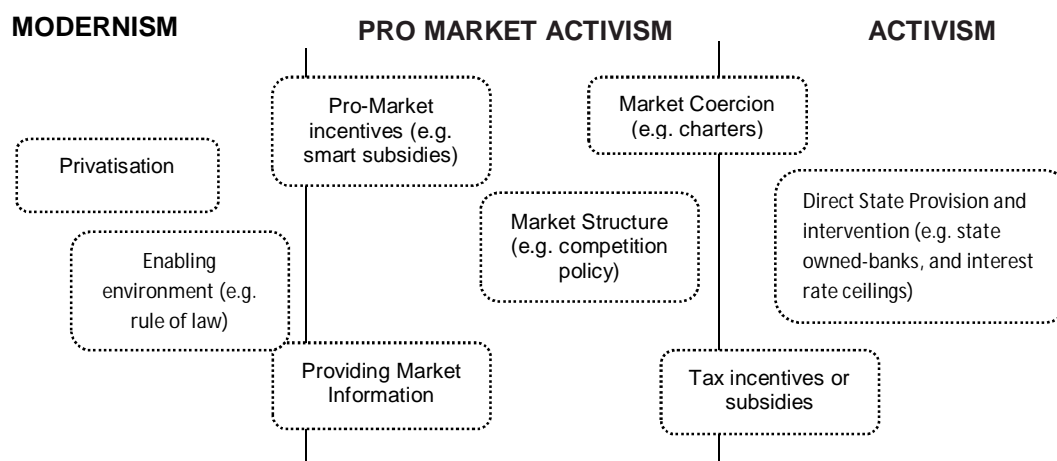 MODERNISM
PRO MARKET ACTIVISM
ACTIVISM
Pro-Market
incentives (e.g.
smart subsidies)
Market Coercion
(e.g. charters)
Privatisation
Direct State Provision and
intervention (e.g. state
owned-banks, and interest
rate ceilings)
Market Structure
(e.g. competition
policy)
Enabling
environment (e.g.
rule of law)
Providing Market
Information
Tax incentives or
subsidies